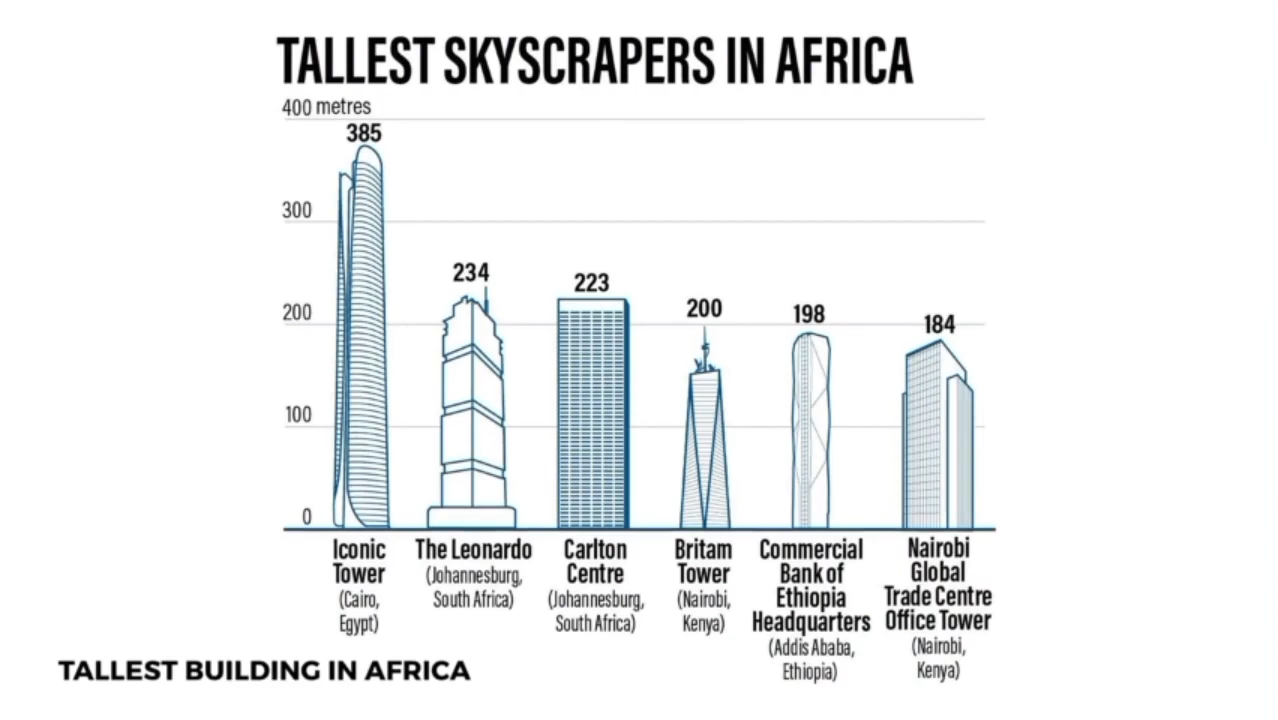 TALLEST SKYSCRAPERS IN AFRICA
400 metres
385
300
234
223
200
200
198
184
100
0
Iconic
Tower
(Cairo,
Egypt)
The Leonardo
(Johannesburg,
South Africa)
Carlton
Centre
(Johannesburg,
South Africa)
Britam
Tower
(Nairobi,
Kenya)
Commercial
Bank of
Ethiopia
Headquarters
(Addis Ababa,
Ethiopia)
Nairobi
Global
Trade Centre
Office Tower
(Nairobi,
Kenya)
TALLEST BUILDING IN AFRICA